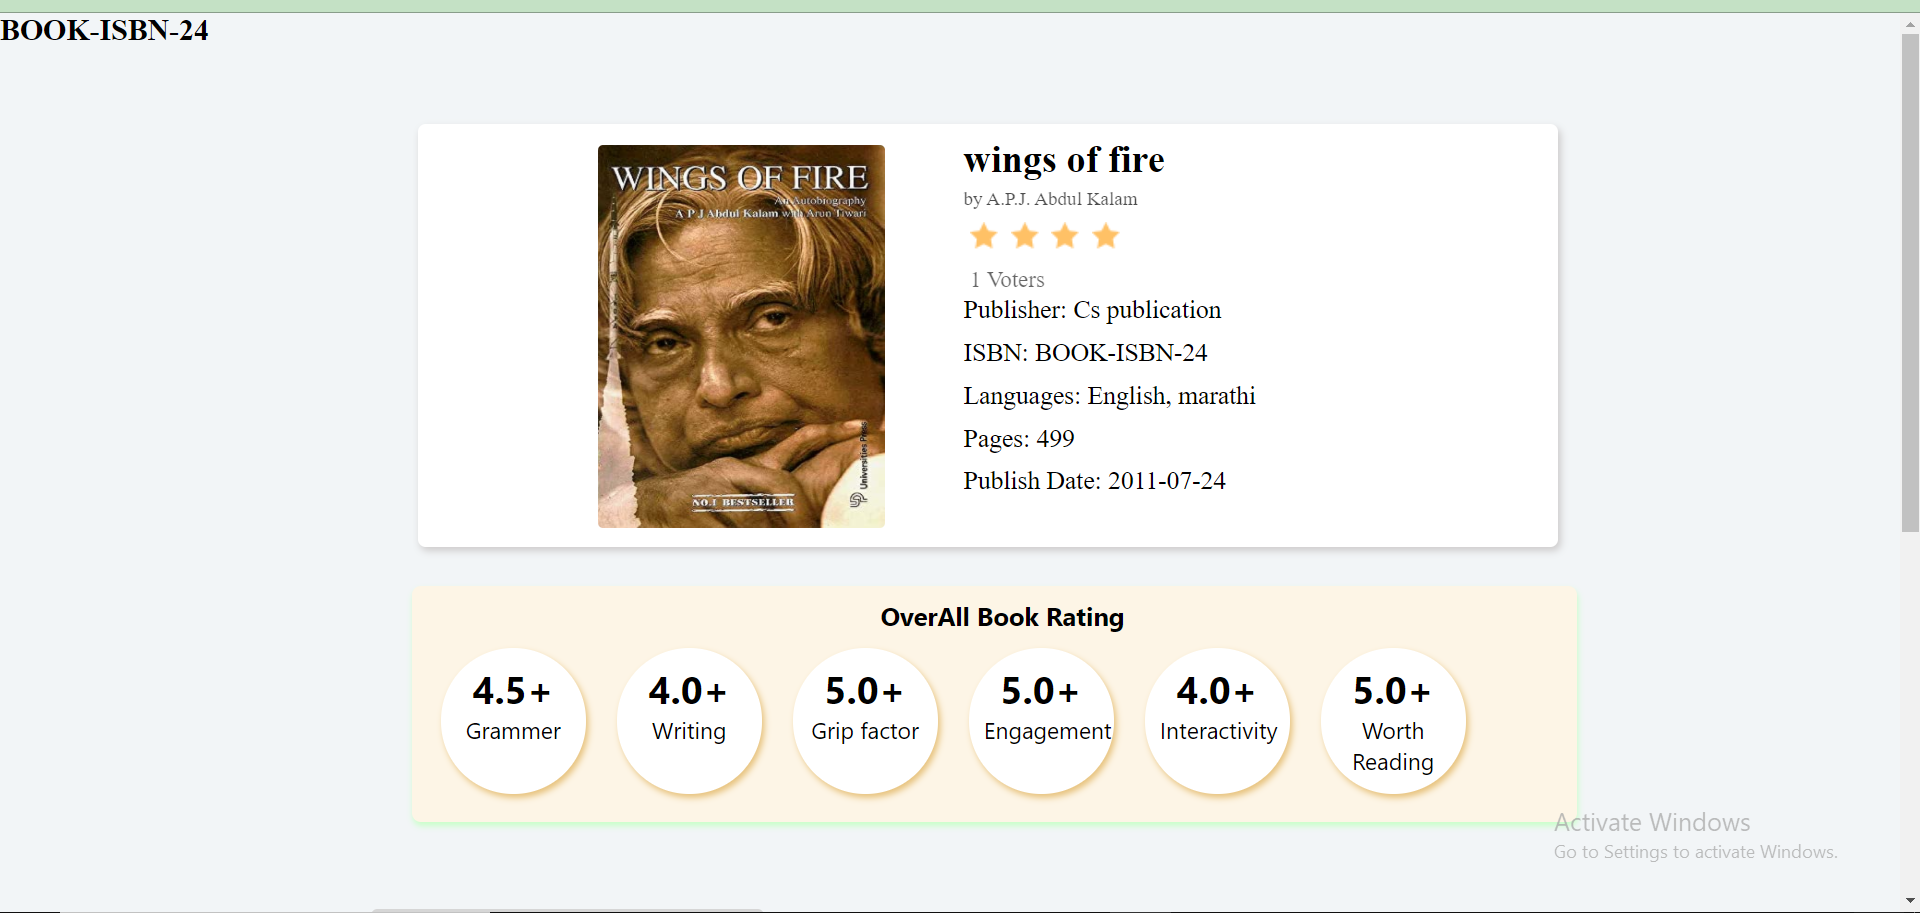 BOOK-ISBN-24
WINGS OF FIRE
An Autobiography
A P J Abdul Kalam with Arun Tiwari
Universities Press
NO.1 BESTSELLER
wings of fire
by A.P.J. Abdul Kalam
1 Voters
Publisher: Cs publication
ISBN: BOOK-ISBN-24
Languages: English, marathi
Pages: 499
Publish Date: 2011-07-24
OverAll Book Rating
4.5+
Grammer
4.0+
Writing
5.0+
Grip factor
5.0+
Engagement
4.0+
Interactivity
5.0+
Worth
Reading
Activate Windows
Go to Settings to activate Windows.